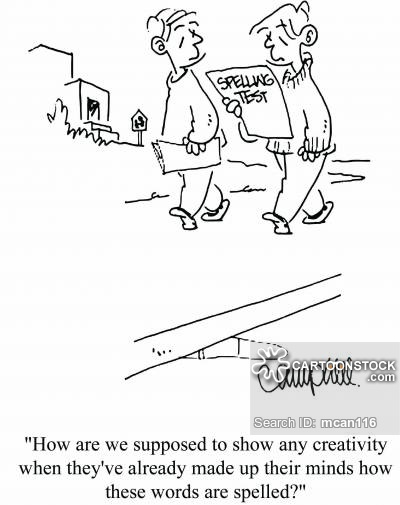 SPELLING
TEST
CARTOONSTOCK
.com
Search ID: mcan116
"How are we supposed to show any creativity
when they've already made up their minds how
these words are spelled?"